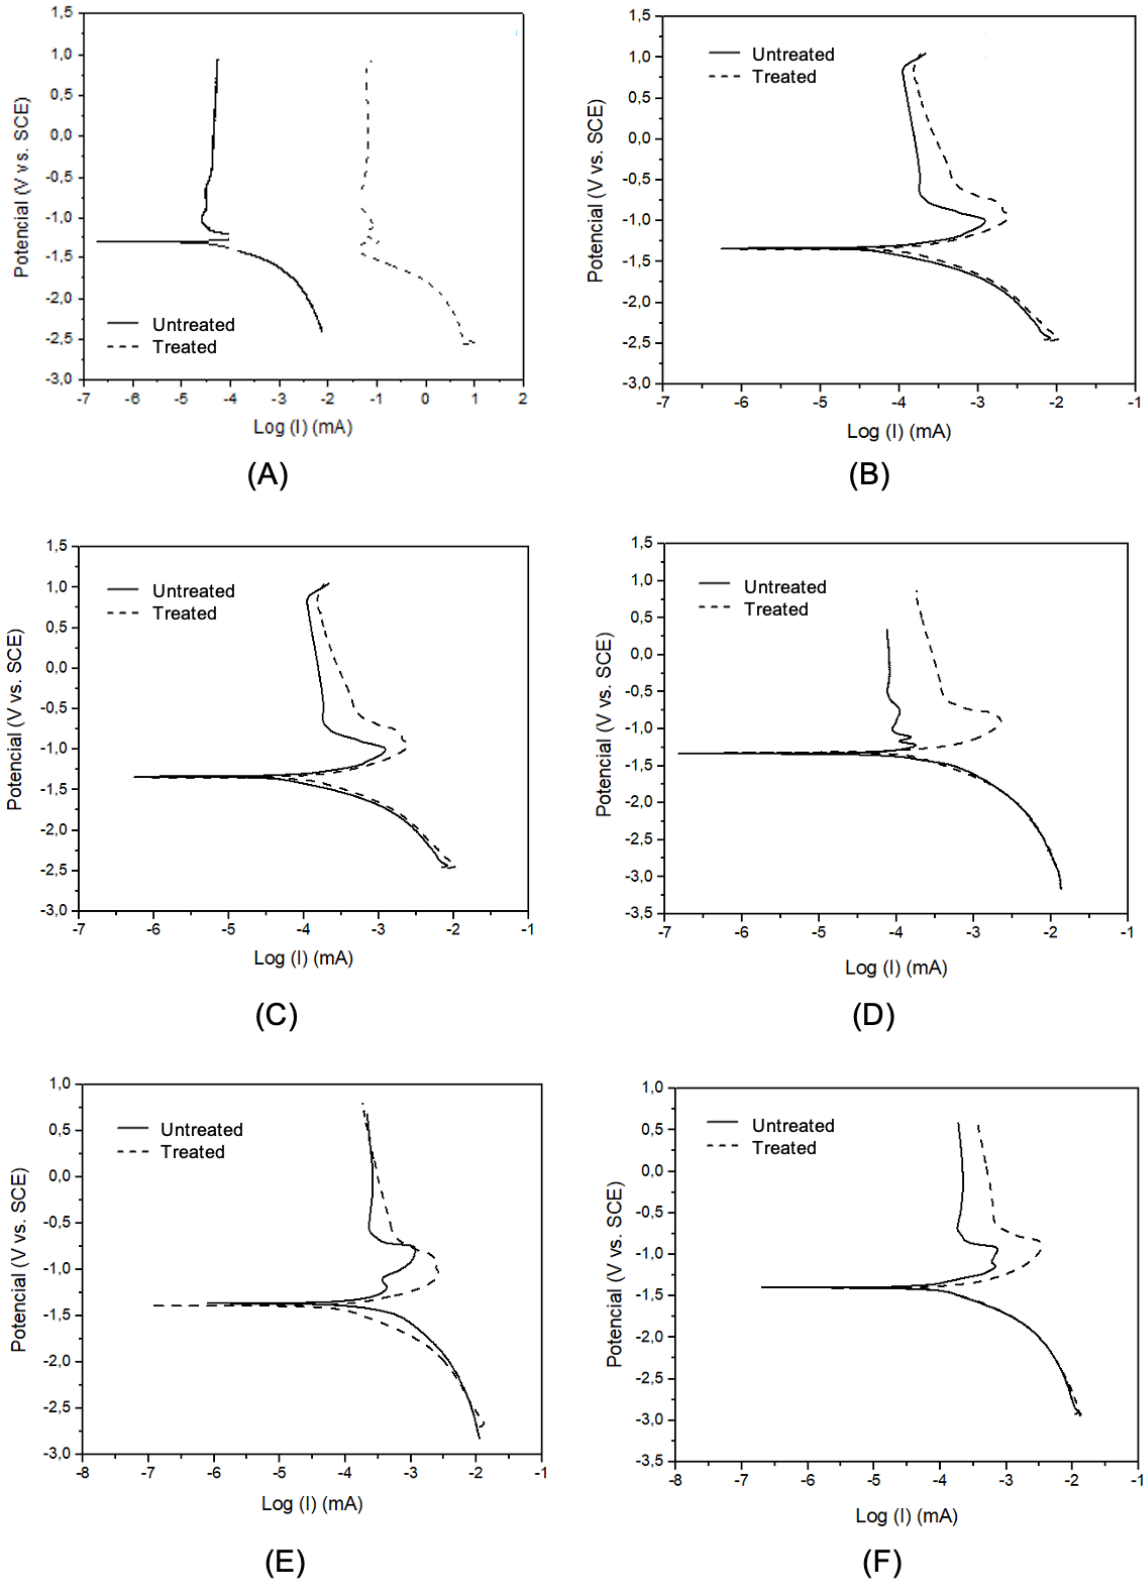 1,5
1,0
0,5
0,0
-0,5
-1,0
-1,5
-2,0
-2,5
-3,0
Potencial (V vs. SCE)
Untreated
Treated
-7 -6 -5 -4 -3 -2 -1 0 1 2
Log (I) (mA)
(A)
1,5
1,0
0,5
0,0
-0,5
-1,0
-1,5
-2,0
-2,5
-3,0
Potencial (V vs. SCE)
Untreated
Treated
-7 -6 -5 -4 -3 -2 -1
Log (I) (mA)
(B)
1,5
1,0
0,5
0,0
-0,5
-1,0
-1,5
-2,0
-2,5
-3,0
Potencial (V vs. SCE)
Untreated
Treated
-7 -6 -5 -4 -3 -2 -1
Log (I) (mA)
(C)
1,5
1,0
0,5
0,0
-0,5
-1,0
-1,5
-2,0
-2,5
-3,0
-3.5
Potencial (V vs. SCE)
Untreated
Treated
-7 -6 -5 -4 -3 -2 -1
Log (I) (mA)
(D)
1,0
0,5
0,0
-0,5
-1,0
-1,5
-2,0
-2,5
-3,0
Potencial (V vs. SCE)
Untreated
Treated
-8 -7 -6 -5 -4 -3 -2 -1
Log (I) (mA)
(E)
1,0
0,5
0,0
-0,5
-1,0
-1,5
-2,0
-2,5
-3,0
-3,5
Potencial (V vs. SCE)
Untreated
Treated
-8 -7 -6 -5 -4 -3 -2 -1
Log (I) (mA)
(F)